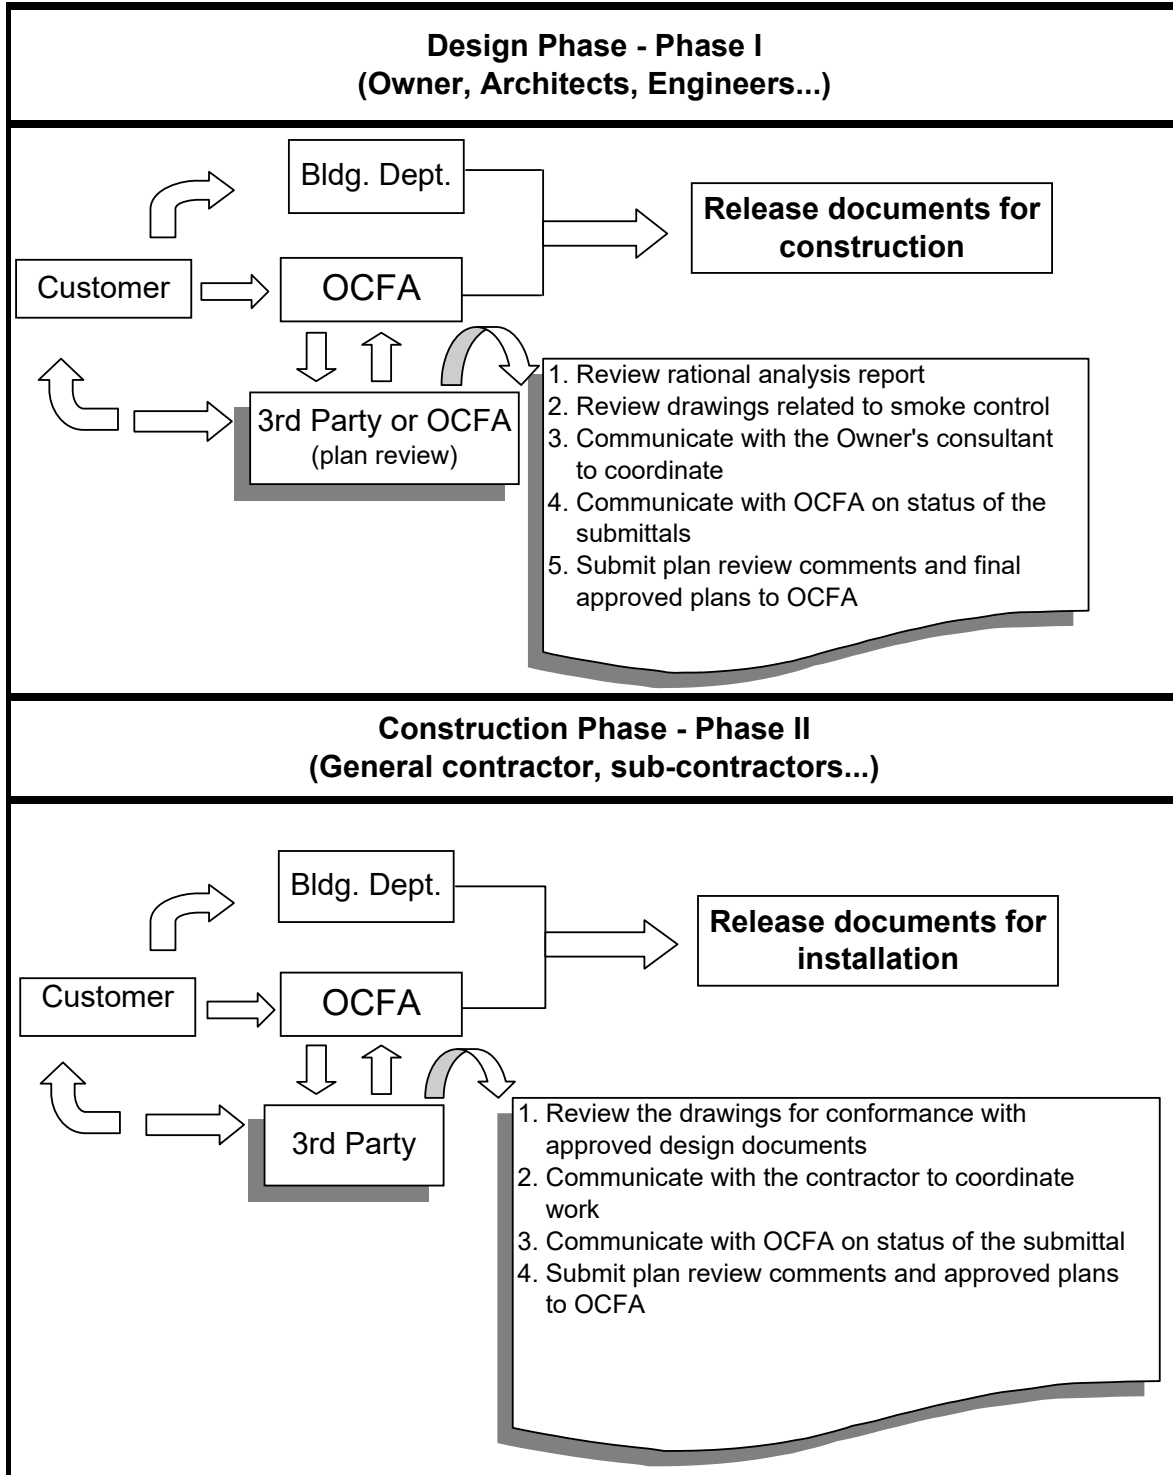 Design Phase - Phase I
(Owner, Architects, Engineers...)
Bldg. Dept.
Release documents for
construction
Customer
OCFA
3rd Party or OCFA
(plan review)
1. Review rational analysis report
2. Review drawings related to smoke control
3. Communicate with the Owner's consultant
to coordinate
4. Communicate with OCFA on status of the
submittals
5. Submit plan review comments and final
approved plans to OCFA
Construction Phase - Phase II
(General contractor, sub-contractors...)
Bldg. Dept.
Release documents for
installation
Customer
OCFA
3rd Party
1. Review the drawings for conformance with
approved design documents
2. Communicate with the contractor to coordinate
work
3. Communicate with OCFA on status of the submittal
4. Submit plan review comments and approved plans
to OCFA